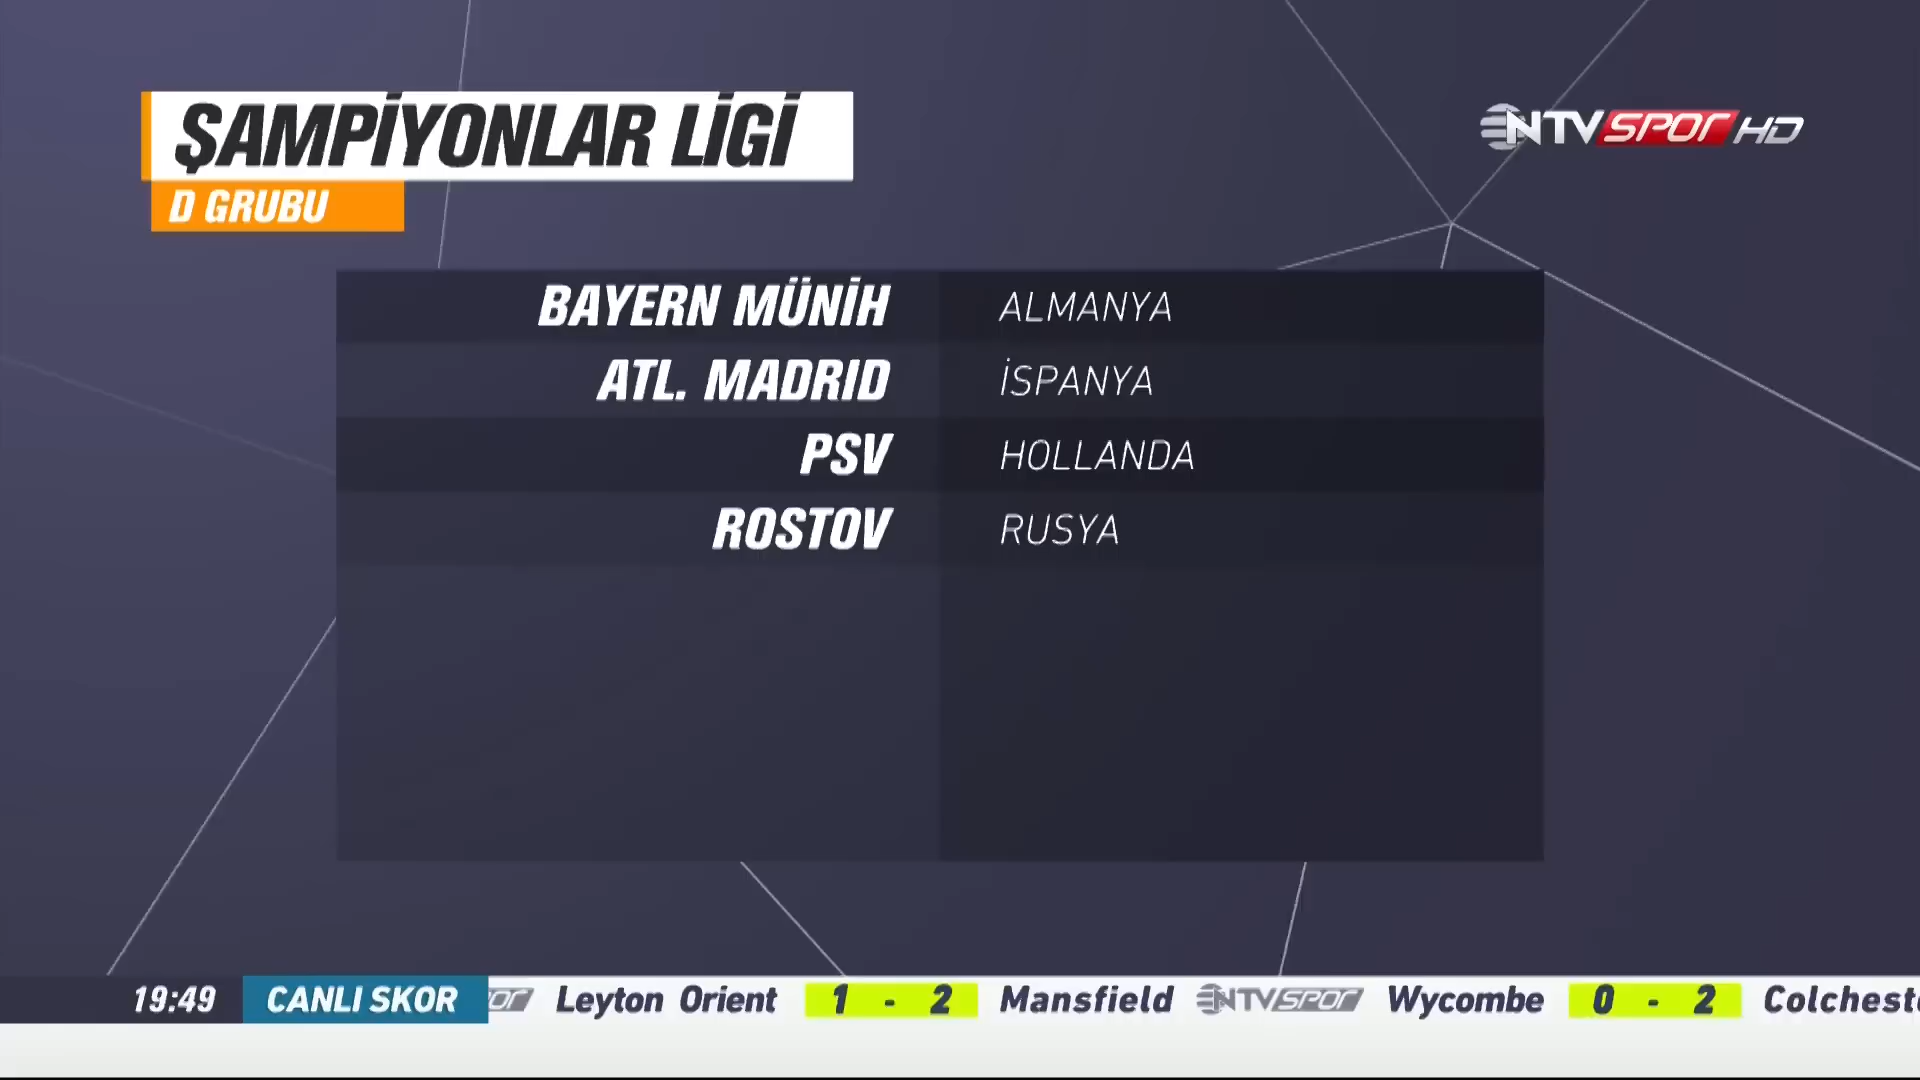 ŞAMPİYONLAR LİGİ
NTVSPOR HD
D GRUBU
BAYERN MÜNİH ALMANYA
ATL. MADRID İSPANYA
PSV HOLLANDA
ROSTOV RUSYA
19:49 CANLI SKOR Leyton Orient 1 - 2 Mansfield NTVSPOR Wycombe 0 - 2